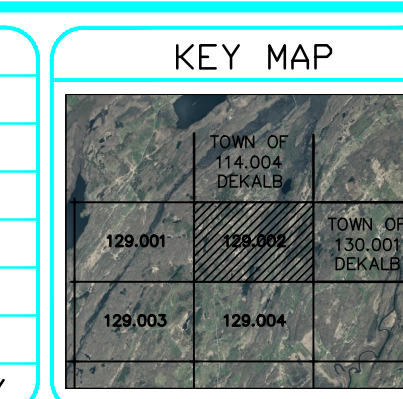 KEY MAP
TOWN OF
114.004
DEKALB
129.001
129.002
TOWN OF
130.001
DEKALB
129.003
129.004